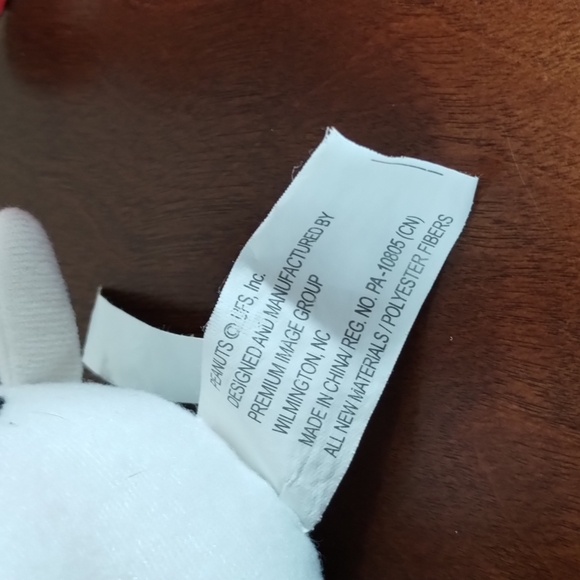 PEANUTS © UFS, Inc.
DESIGNED AND MANUFACTURED BY
PREMIUM IMAGE GROUP
WILMINGTON, NC
MADE IN CHINA/ REG. NO. PA-10805 (CN)
ALL NEW MATERIALS / POLYESTER FIBERS